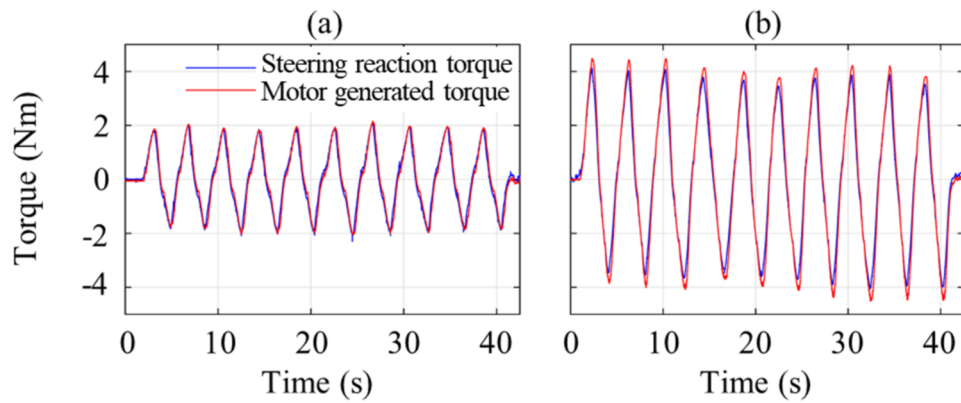 (a)
(b)
Steering reaction torque
Motor generated torque
Torque (Nm)
4
2
0
-2
-4
0 10 20 30 40
0 10 20 30 40
Time (s)
Time (s)